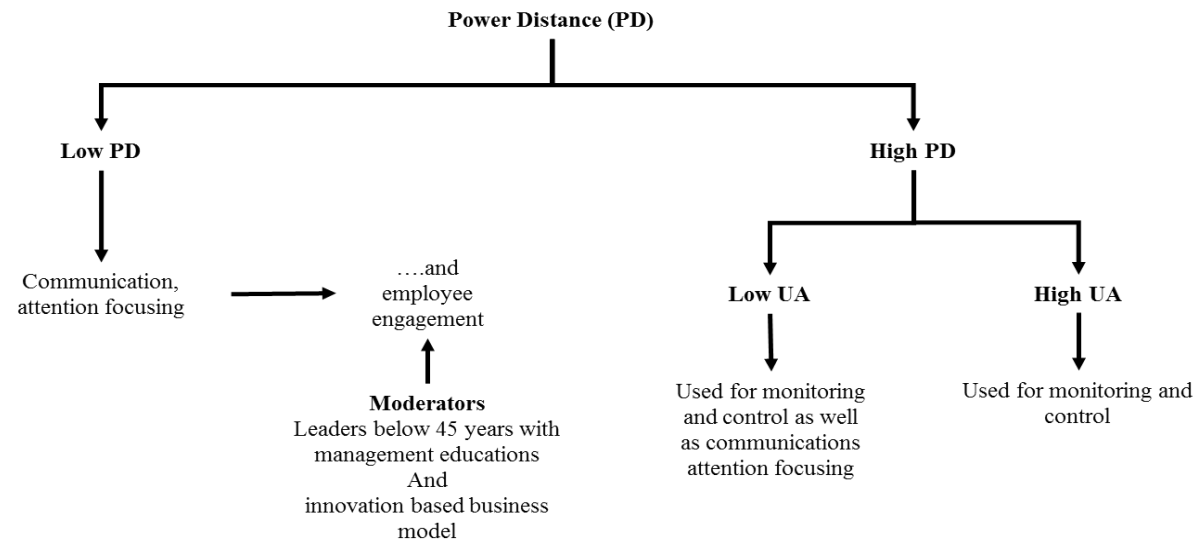 Power Distance (PD)
Low PD
High PD
Communication,
attention focusing
….and
employee
engagement
Moderators
Leaders below 45 years with
management educations
And
innovation based business
model
Low UA
High UA
Used for monitoring
and control as well
as communications
attention focusing
Used for monitoring and
control